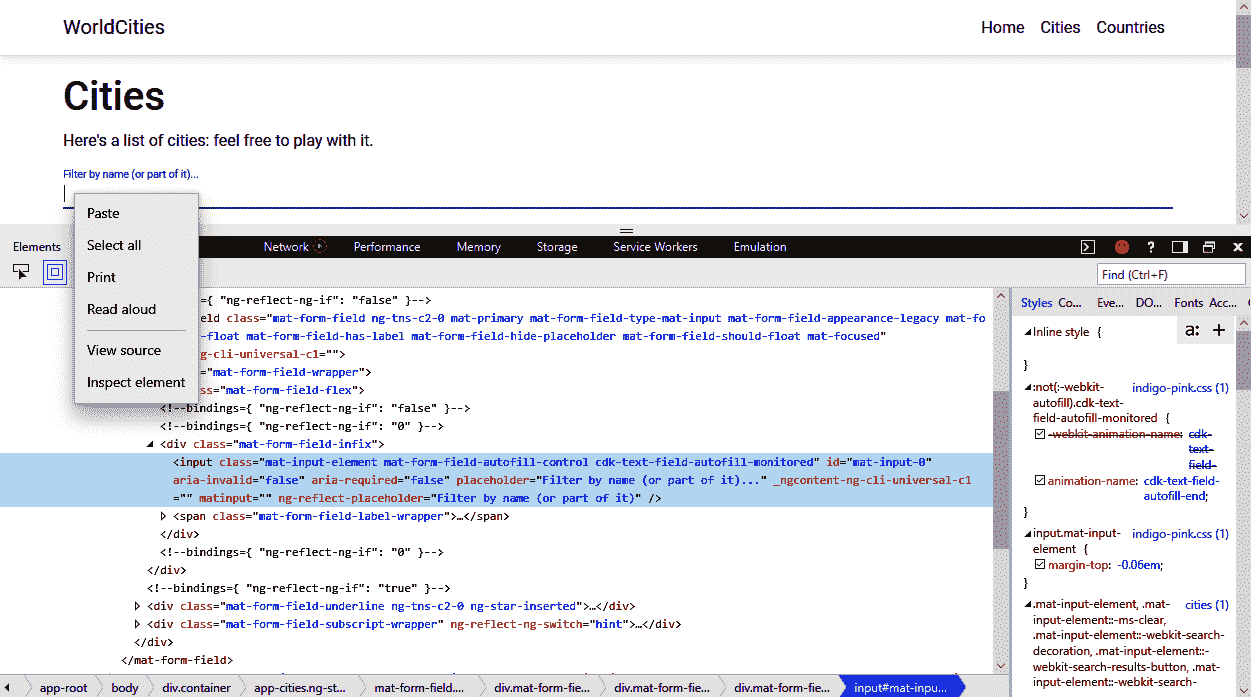 WorldCities
Home Cities Countries
Cities
Here's a list of cities: feel free to play with it.
Filter by name (or part of it)...
Paste
Select all
Print
Read aloud
View source
Inspect element
Elements Network Performance Memory Storage Service Workers Emulation
Find (Ctrl+F)
={ "ng-reflect-ng-if": "false" }-->
eld class="mat-form-field ng-tns-c2-0 mat-primary mat-form-field-type-mat-input mat-form-field-appearance-legacy mat-fo
-float mat-form-field-has-label mat-form-field-hide-placeholder mat-form-field-should-float mat-focused"
g-cli-universal-c1="">
="mat-form-field-wrapper">
ss="mat-form-field-flex">
<!--bindings={ "ng-reflect-ng-if": "false" }-->
<!--bindings={ "ng-reflect-ng-if": "0" }-->
<div class="mat-form-field-infix">
<input class="mat-input-element mat-form-field-autofill-control cdk-text-field-autofill-monitored" id="mat-input-0"
aria-invalid="false" aria-required="false" placeholder="Filter by name (or part of it)..." _ngcontent-ng-cli-universal-c1
="" matinput="" ng-reflect-placeholder="Filter by name (or part of it)" />
<span class="mat-form-field-label-wrapper">…</span>
</div>
<!--bindings={ "ng-reflect-ng-if": "0" }-->
</div>
<!--bindings={ "ng-reflect-ng-if": "true" }-->
<div class="mat-form-field-underline ng-tns-c2-0 ng-star-inserted">…</div>
<div class="mat-form-field-subscript-wrapper" ng-reflect-ng-switch="hint">…</div>
</div>
</mat-form-field>
Styles Co... Eve... DO... Fonts Acc...
Inline style {
a: +
}
:not(:-webkit- indigo-pink.css (1)
autofill).cdk-text-
field-autofill-monitored {
-webkit-animation-name: cdk-
text-
field-
animation-name: cdk-text-field-
autofill-end;
}
input.mat-input- indigo-pink.css (1)
element {
margin-top: -0.06em;
}
.mat-input-element, .mat- cities (1)
input-element::-ms-clear,
.mat-input-element::-webkit-search-
decoration, .mat-input-element::-
webkit-search-results-button, .mat-
input-element::-webkit-search-
app-root body div.container app-cities.ng-st... mat-form-field.... div.mat-form-fie... div.mat-form-fie... div.mat-form-fie... input#mat-inpu...